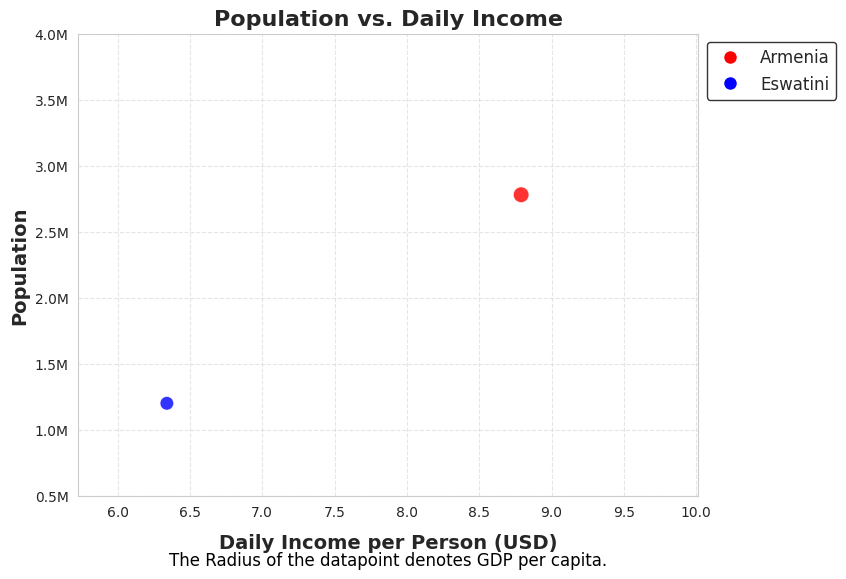 Population vs. Daily Income
Armenia
Eswatini
4.0M
3.5M
3.0M
2.5M
2.0M
1.5M
1.0M
0.5M
Population
6.0 6.5 7.0 7.5 8.0 8.5 9.0 9.5 10.0
Daily Income per Person (USD)
The Radius of the datapoint denotes GDP per capita.